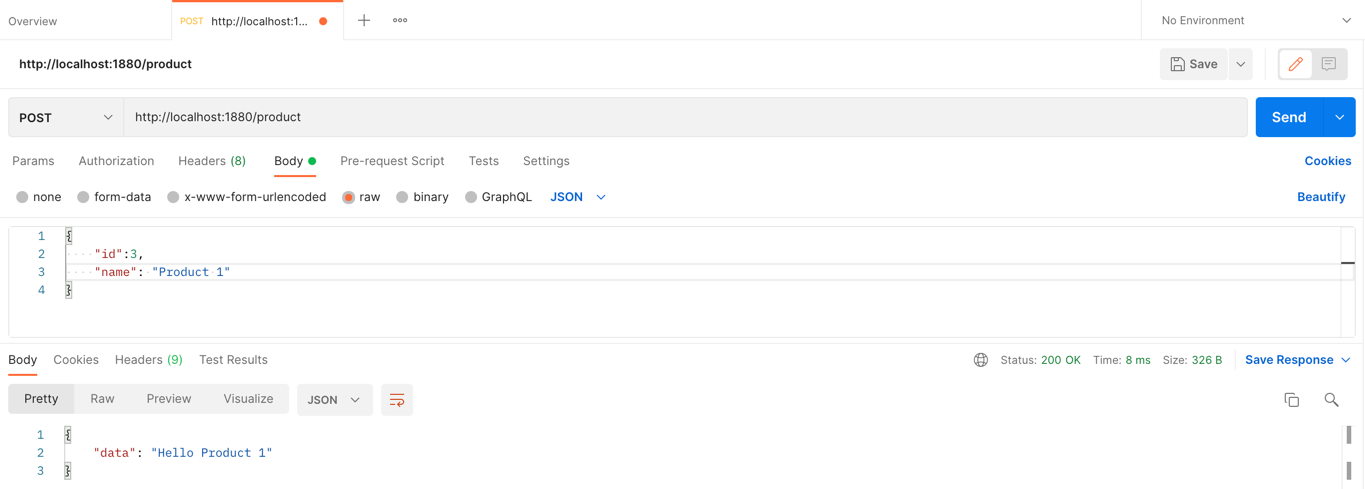 Overview
POST http://localhost:1... No Environment
http://localhost:1880/product Save
POST http://localhost:1880/product Send
Params Authorization Headers (8) Body Pre-request Script Tests Settings Cookies
none form-data x-www-form-urlencoded raw binary GraphQL JSON Beautify
1 {
2 "id":3,
3 "name": "Product 1"
4 }
Body Cookies Headers (9) Test Results Status: 200 OK Time: 8 ms Size: 326 B Save Response
Pretty Raw Preview Visualize JSON
1 {
2 "data": "Hello Product 1"
3 }